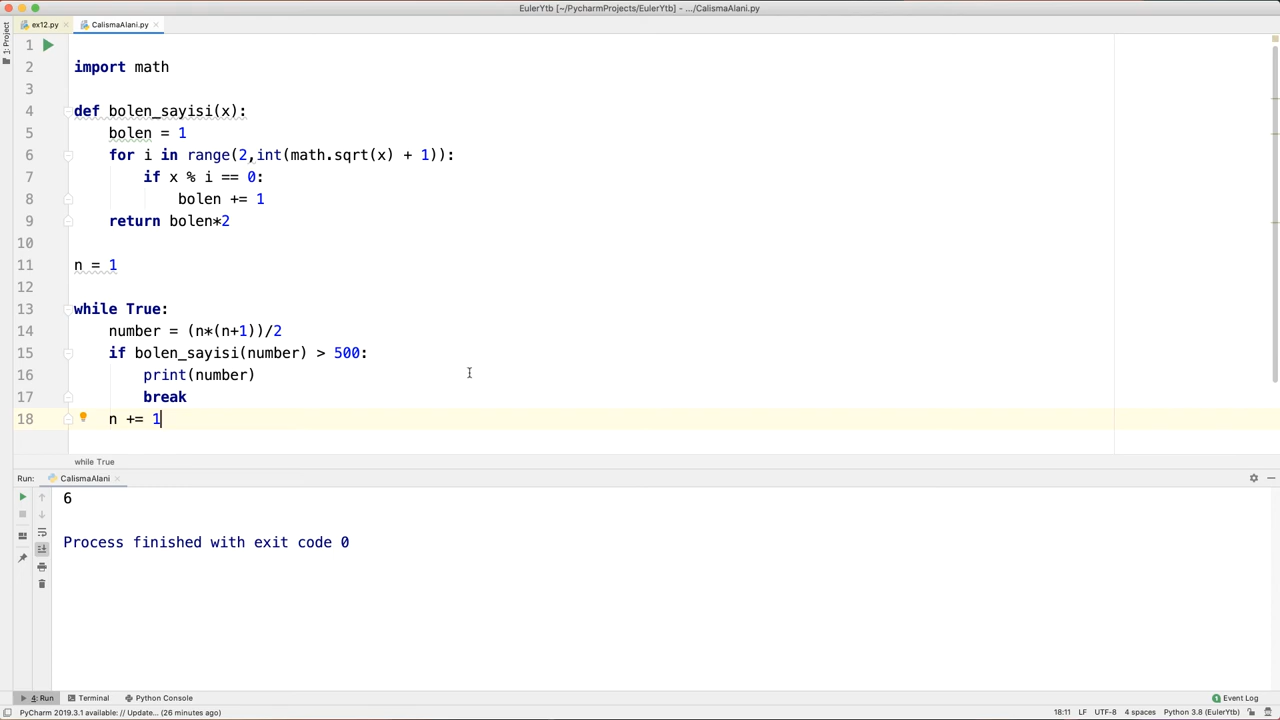 EulerYtb [~/PycharmProjects/EulerYtb] - .../CalismaAlani.py
ex12.py
CalismaAlani.py
1: Project
1
2 import math
3
4 def bolen_sayisi(x):
5 bolen = 1
6 for i in range(2,int(math.sqrt(x) + 1)):
7 if x % i == 0:
8 bolen += 1
9 return bolen*2
10
11 n = 1
12
13 while True:
14 number = (n*(n+1))/2
15 if bolen_sayisi(number) > 500:
16 print(number)
17 break
18 n += 1
while True
Run: CalismaAlani
6
Process finished with exit code 0
4: Run Terminal Python Console Event Log
PyCharm 2019.3.1 available: // Update... (26 minutes ago) 18:11 LF UTF-8 4 spaces Python 3.8 (EulerYtb)